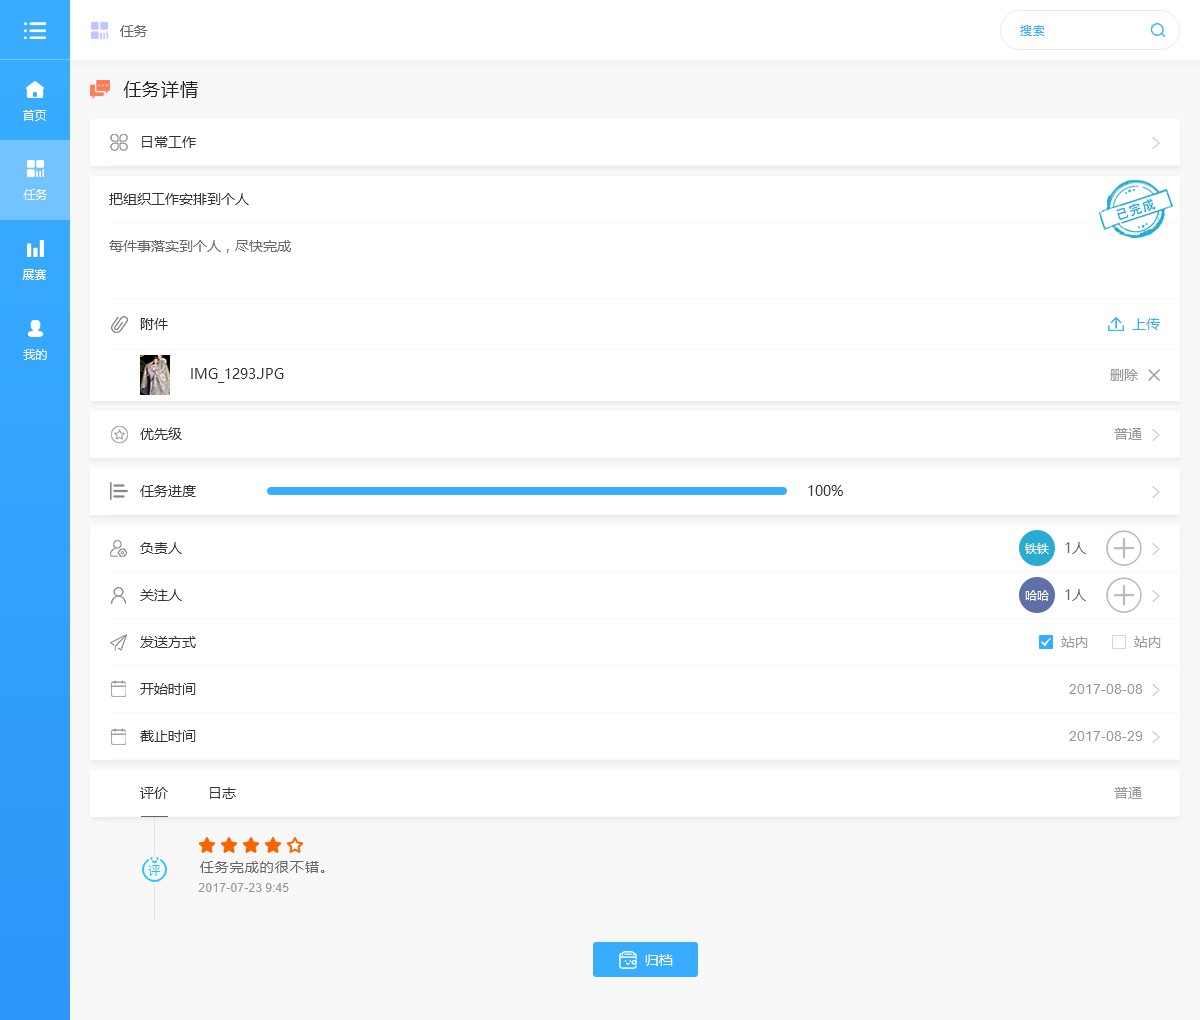 任务
搜索
首页
任务
展赛
我的
任务详情
日常工作
把组织工作安排到个人
已完成
每件事落实到个人，尽快完成
附件
上传
IMG_1293.JPG
删除
优先级
普通
任务进度
100%
负责人
铁铁
1人
关注人
哈哈
1人
发送方式
站内
站内
开始时间
2017-08-08
截止时间
2017-08-29
评价
日志
普通
评
任务完成的很不错。
2017-07-23 9:45
归档